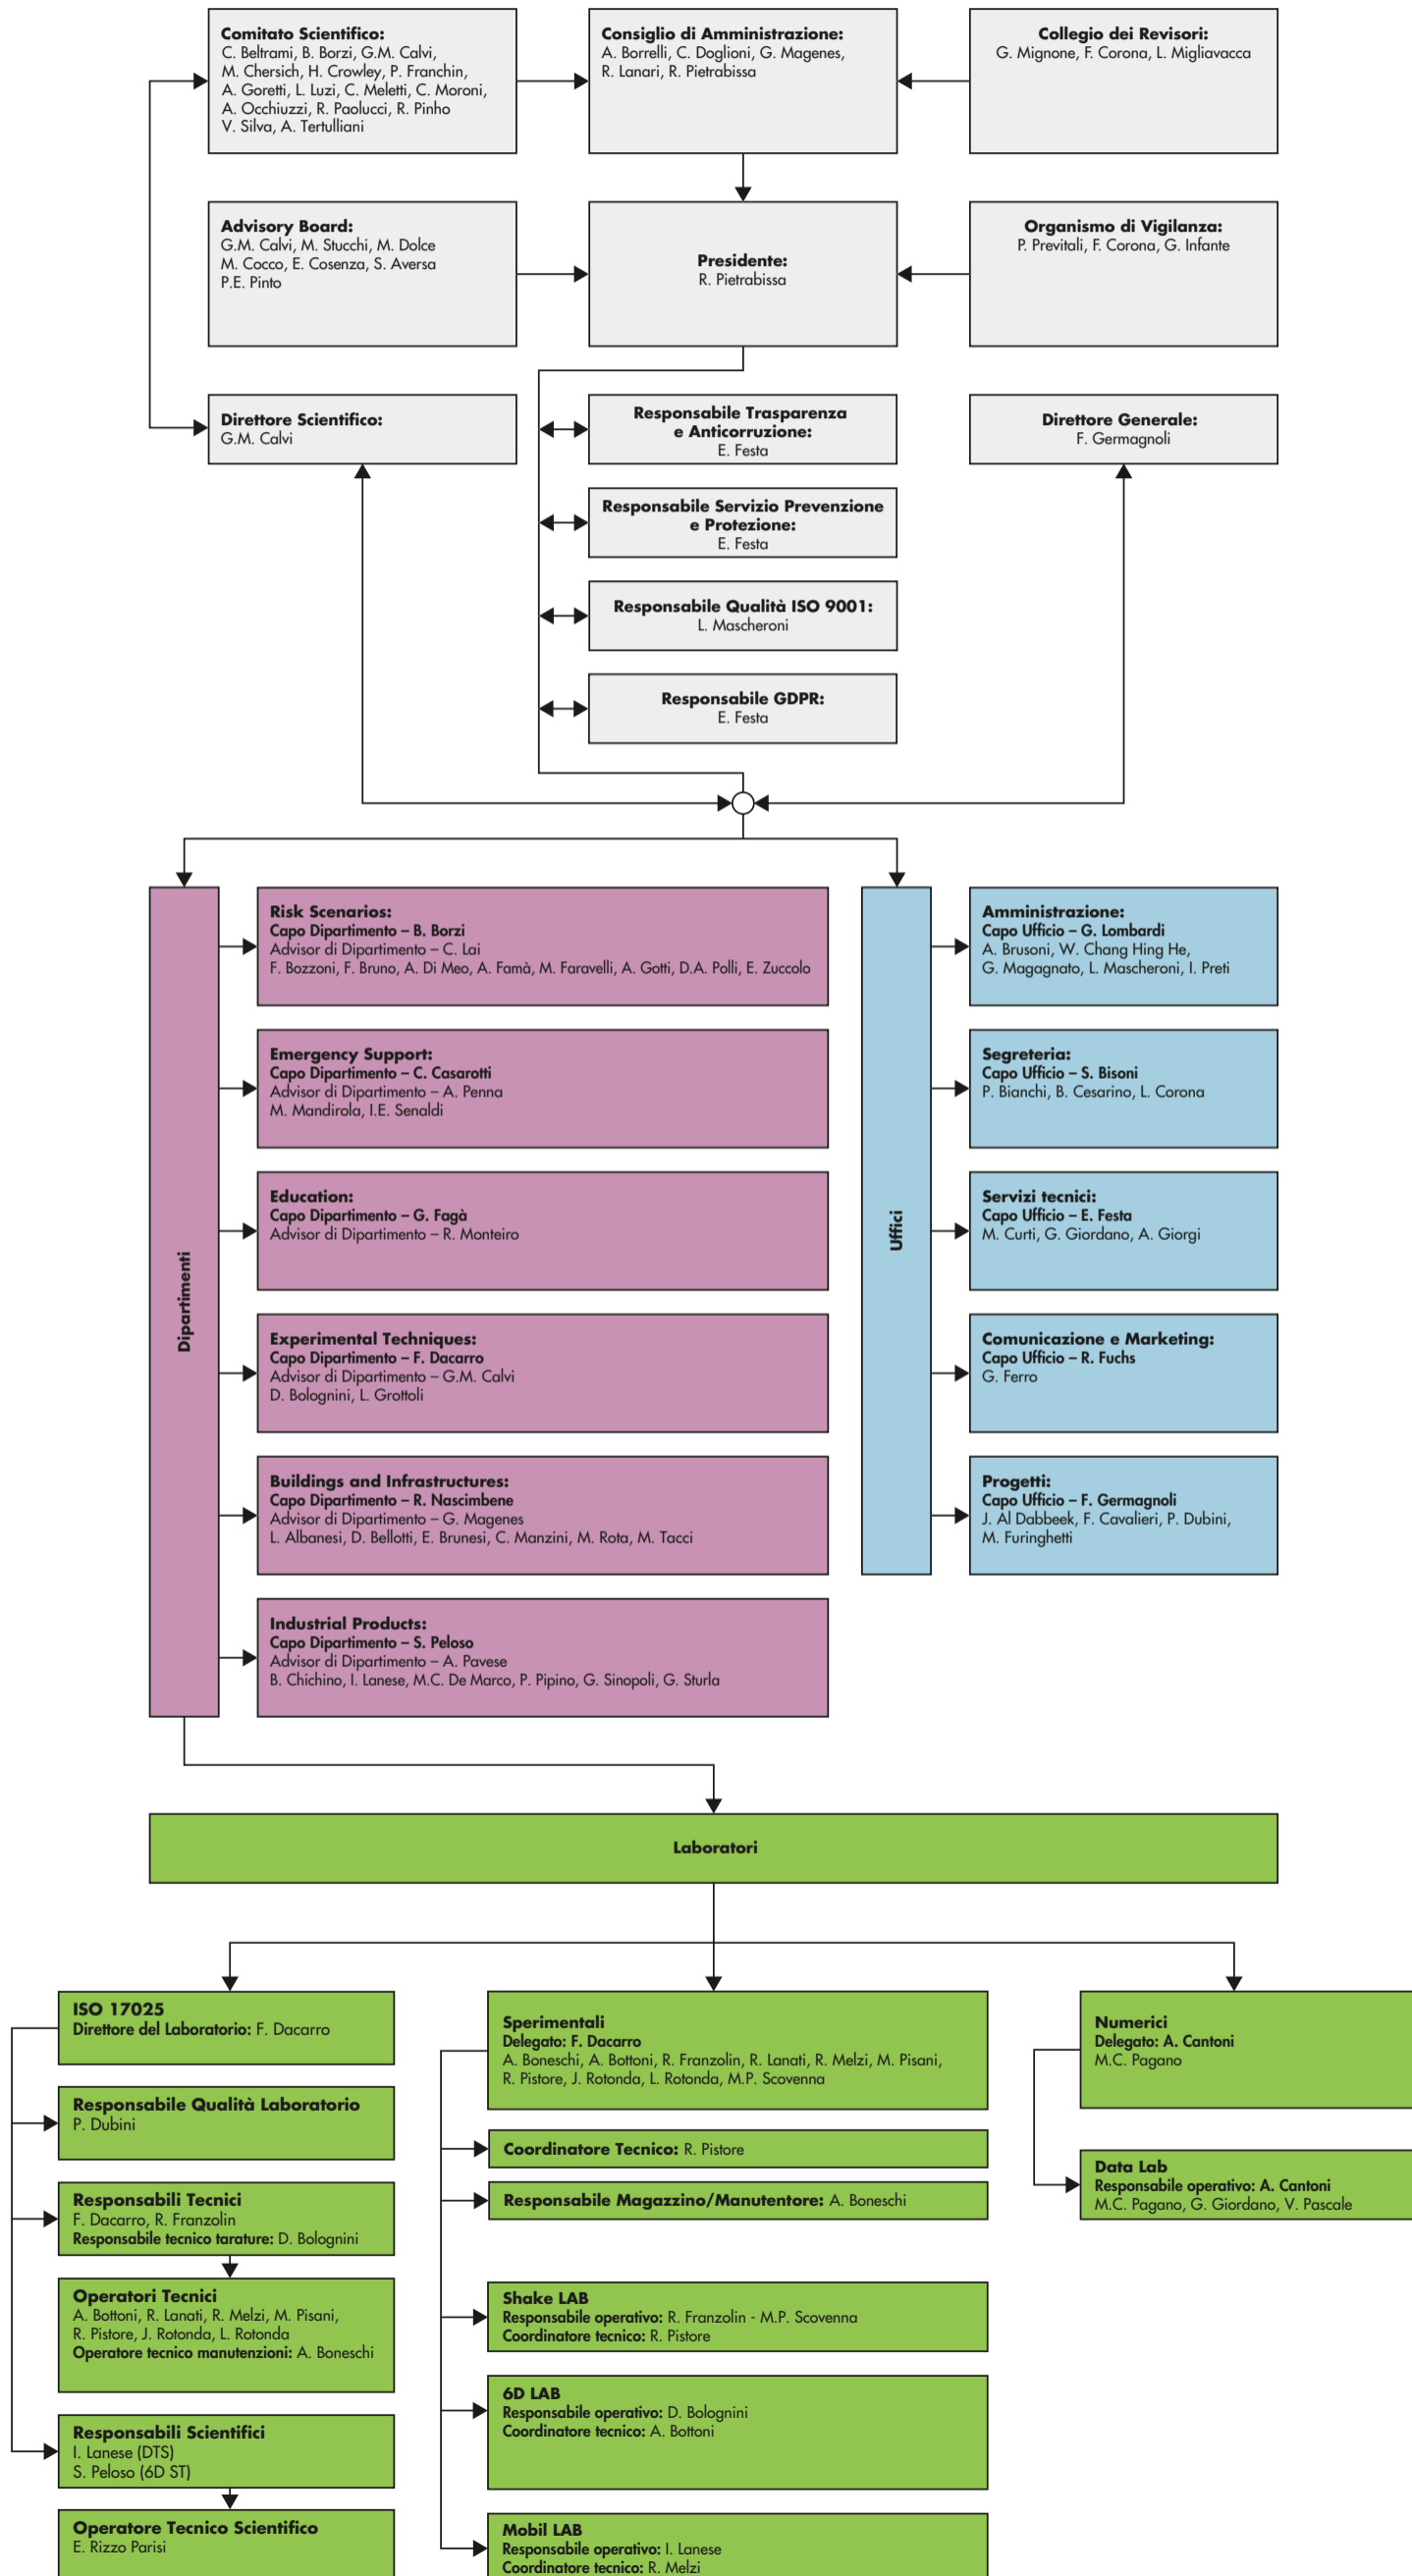 Comitato Scientifico:
C. Beltrami, B. Borzi, G.M. Calvi,
M. Chersich, H. Crowley, P. Franchin,
A. Goretti, L. Luzi, C. Meletti, C. Moroni,
A. Occhiuzzi, R. Paolucci, R. Pinho
V. Silva, A. Tertulliani
Consiglio di Amministrazione:
A. Borrelli, C. Doglioni, G. Magenes,
R. Lanari, R. Pietrabissa
Collegio dei Revisori:
G. Mignone, F. Corona, L. Migliavacca
Advisory Board:
G.M. Calvi, M. Stucchi, M. Dolce
M. Cocco, E. Cosenza, S. Aversa
P.E. Pinto
Presidente:
R. Pietrabissa
Organismo di Vigilanza:
P. Previtali, F. Corona, G. Infante
Direttore Scientifico:
G.M. Calvi
Responsabile Trasparenza
e Anticorruzione:
E. Festa
Direttore Generale:
F. Germagnoli
Responsabile Servizio Prevenzione
e Protezione:
E. Festa
Responsabile Qualità ISO 9001:
L. Mascheroni
Responsabile GDPR:
E. Festa
Dipartimenti
Risk Scenarios:
Capo Dipartimento – B. Borzi
Advisor di Dipartimento – C. Lai
F. Bozzoni, F. Bruno, A. Di Meo, A. Famà, M. Faravelli, A. Gotti, D.A. Polli, E. Zuccolo
Emergency Support:
Capo Dipartimento – C. Casarotti
Advisor di Dipartimento – A. Penna
M. Mandirola, I.E. Senaldi
Education:
Capo Dipartimento – G. Fagà
Advisor di Dipartimento – R. Monteiro
Experimental Techniques:
Capo Dipartimento – F. Dacarro
Advisor di Dipartimento – G.M. Calvi
D. Bolognini, L. Grottoli
Buildings and Infrastructures:
Capo Dipartimento – R. Nascimbene
Advisor di Dipartimento – G. Magenes
L. Albanesi, D. Bellotti, E. Brunesi, C. Manzini, M. Rota, M. Tacci
Industrial Products:
Capo Dipartimento – S. Peloso
Advisor di Dipartimento – A. Pavese
B. Chichino, I. Lanese, M.C. De Marco, P. Pipino, G. Sinopoli, G. Sturla
Uffici
Amministrazione:
Capo Ufficio – G. Lombardi
A. Brusoni, W. Chang Hing He,
G. Magagnato, L. Mascheroni, I. Preti
Segreteria:
Capo Ufficio – S. Bisoni
P. Bianchi, B. Cesarino, L. Corona
Servizi tecnici:
Capo Ufficio – E. Festa
M. Curti, G. Giordano, A. Giorgi
Comunicazione e Marketing:
Capo Ufficio – R. Fuchs
G. Ferro
Progetti:
Capo Ufficio – F. Germagnoli
J. Al Dabbeek, F. Cavalieri, P. Dubini,
M. Furinghetti
Laboratori
ISO 17025
Direttore del Laboratorio: F. Dacarro
Responsabile Qualità Laboratorio
P. Dubini
Responsabili Tecnici
F. Dacarro, R. Franzolin
Responsabile tecnico tarature: D. Bolognini
Operatori Tecnici
A. Bottoni, R. Lanati, R. Melzi, M. Pisani,
R. Pistore, J. Rotonda, L. Rotonda
Operatore tecnico manutenzioni: A. Boneschi
Responsabili Scientifici
I. Lanese (DTS)
S. Peloso (6D ST)
Operatore Tecnico Scientifico
E. Rizzo Parisi
Sperimentali
Delegato: F. Dacarro
A. Boneschi, A. Bottoni, R. Franzolin, R. Lanati, R. Melzi, M. Pisani,
R. Pistore, J. Rotonda, L. Rotonda, M.P. Scovenna
Coordinatore Tecnico: R. Pistore
Responsabile Magazzino/Manutentore: A. Boneschi
Shake LAB
Responsabile operativo: R. Franzolin - M.P. Scovenna
Coordinatore tecnico: R. Pistore
6D LAB
Responsabile operativo: D. Bolognini
Coordinatore tecnico: A. Bottoni
Mobil LAB
Responsabile operativo: I. Lanese
Coordinatore tecnico: R. Melzi
Numerici
Delegato: A. Cantoni
M.C. Pagano
Data Lab
Responsabile operativo: A. Cantoni
M.C. Pagano, G. Giordano, V. Pascale